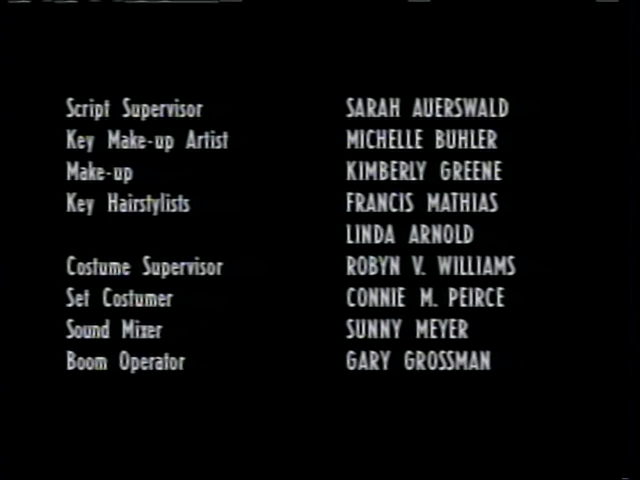 Script Supervisor SARAH AUERSWALD
Key Make-up Artist MICHELLE BUHLER
Make-up KIMBERLY GREENE
Key Hairstylists FRANCIS MATHIAS
LINDA ARNOLD
Costume Supervisor ROBYN V. WILLIAMS
Set Costumer CONNIE M. PEIRCE
Sound Mixer SUNNY MEYER
Boom Operator GARY GROSSMAN